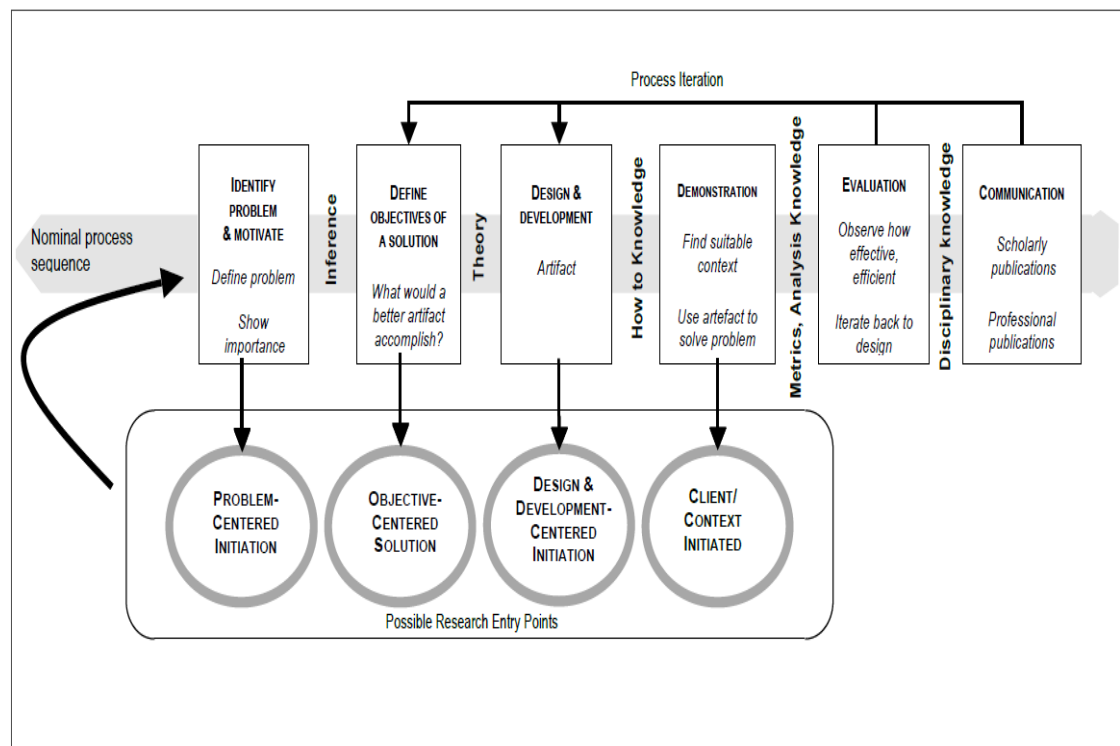 Process Iteration
Nominal process
sequence
IDENTIFY
PROBLEM
& MOTIVATE
Define problem
Show
importance
Inference
DEFINE
OBJECTIVES OF
A SOLUTION
What would a
better artifact
accomplish?
Theory
DESIGN &
DEVELOPMENT
Artifact
How to Knowledge
DEMONSTRATION
Find suitable
context
Use artefact to
solve problem
Metrics, Analysis Knowledge
EVALUATION
Observe how
effective,
efficient
Iterate back to
design
Disciplinary knowledge
COMMUNICATION
Scholarly
publications
Professional
publications
PROBLEM-
CENTERED
INITIATION
OBJECTIVE-
CENTERED
SOLUTION
DESIGN &
DEVELOPMENT-
CENTERED
INITIATION
CLIENT/
CONTEXT
INITIATED
Possible Research Entry Points